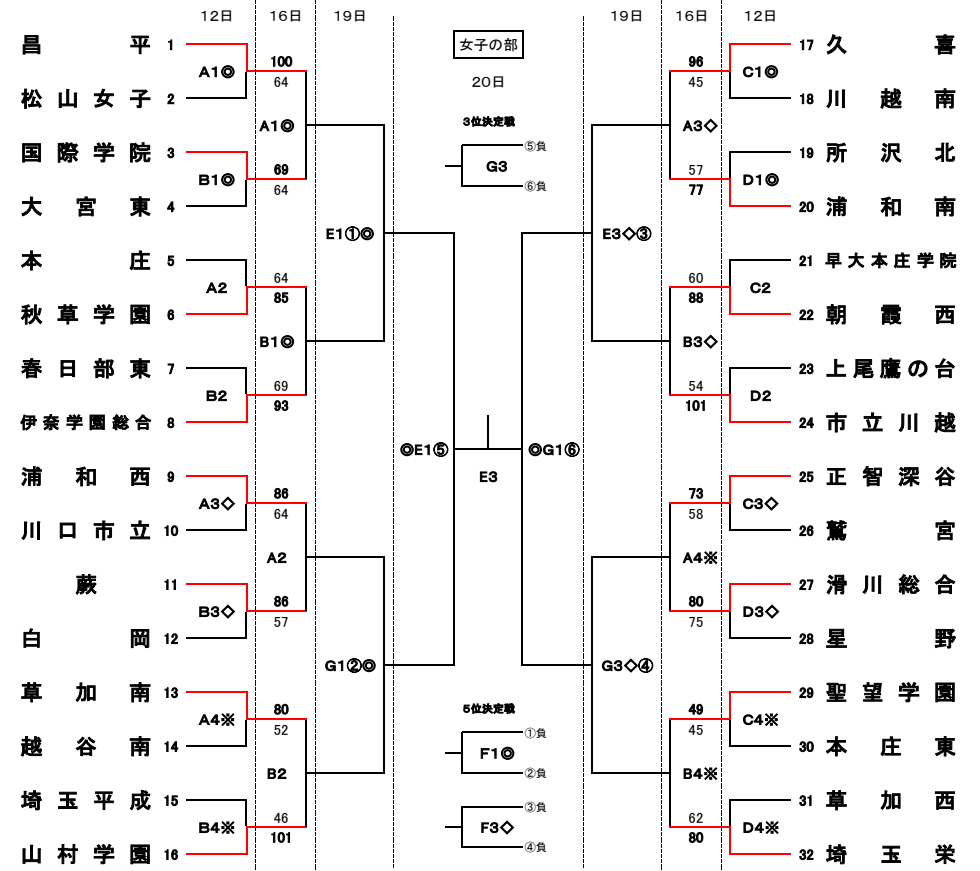 12日 16日 19日 19日 16日 12日
女子の部
20日
昌平 1
A1◎
松山女子 2
100
64
A1◎
国際学院 3
B1◎
大宮東 4
69
64
E1①◎
本庄 5
A2
秋草学園 6
64
85
B1◎
春日部東 7
B2
伊奈学園総合 8
69
93
◎E1⑤
浦和西 9
A3◇
川口市立 10
86
64
A2
蕨 11
B3◇
白岡 12
86
57
G1②◎
草加南 13
A4※
越谷南 14
80
52
B2
埼玉平成 15
B4※
山村学園 16
46
101
3位決定戦
⑤負
G3
⑥負
E3
5位決定戦
①負
F1◎
②負
③負
F3◇
④負
17 久喜
C1◎
18 川越南
96
45
A3◇
19 所沢北
D1◎
20 浦和南
57
77
E3◇③
21 早大本庄学院
C2
22 朝霞西
60
88
B3◇
23 上尾鷹の台
D2
24 市立川越
54
101
◎G1⑥
25 正智深谷
C3◇
26 鷲宮
73
58
A4※
27 滑川総合
D3◇
28 星野
80
75
G3◇④
29 聖望学園
C4※
30 本庄東
49
45
B4※
31 草加西
D4※
32 埼玉栄
62
80